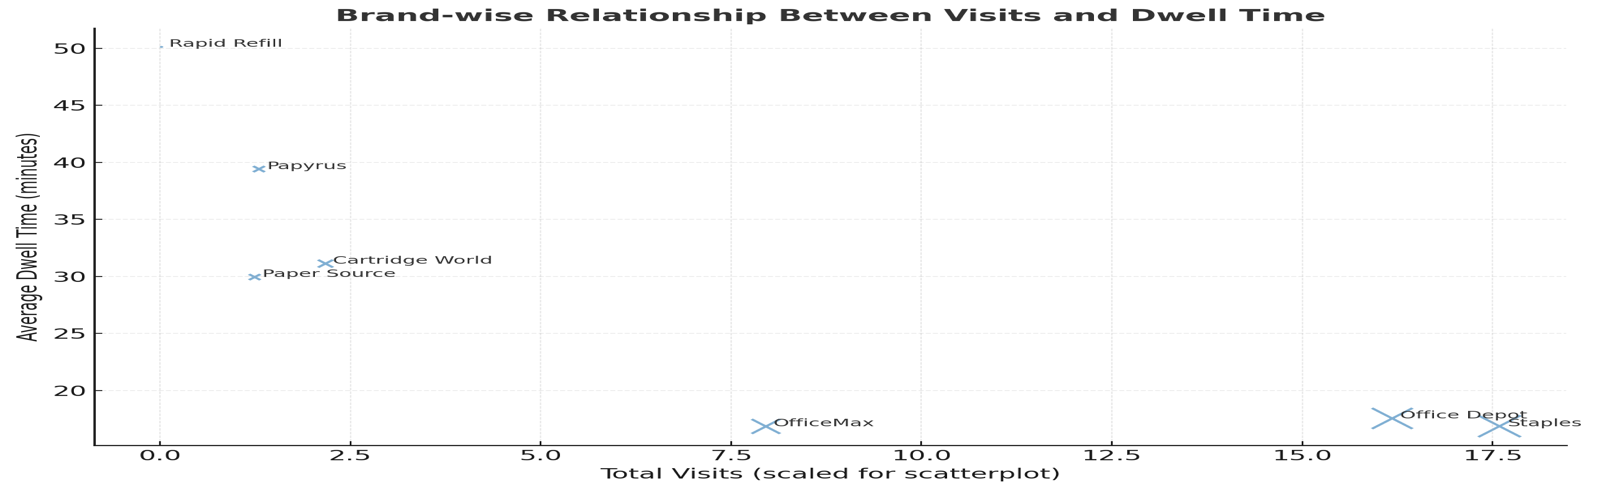 Brand-wise Relationship Between Visits and Dwell Time
Average Dwell Time (minutes)
50
45
40
35
30
25
20
Rapid Refill
Papyrus
Cartridge World
Paper Source
OfficeMax
Office Depot
Staples
0.0 2.5 5.0 7.5 10.0 12.5 15.0 17.5
Total Visits (scaled for scatterplot)